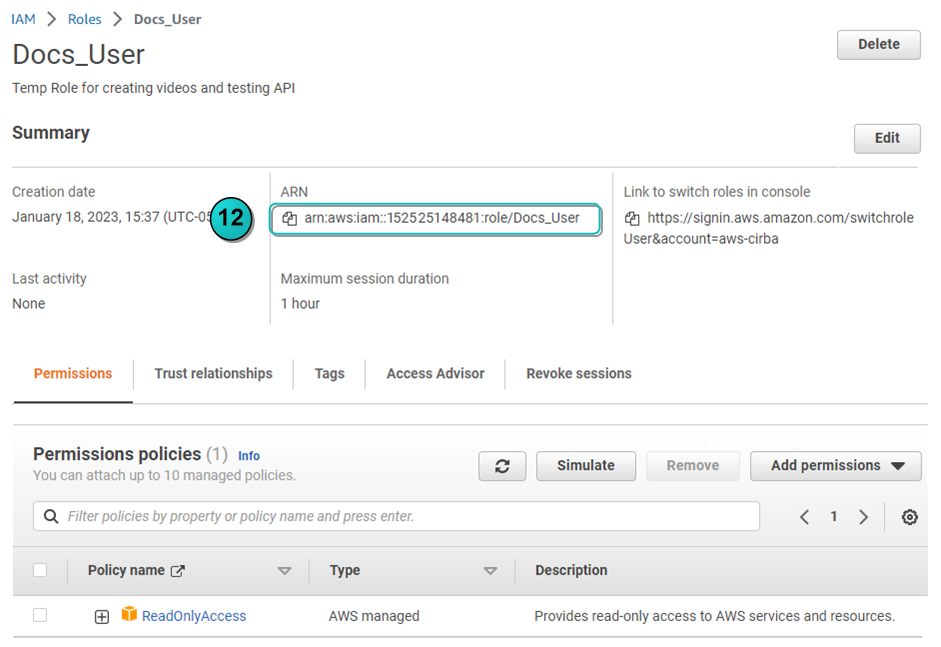 IAM > Roles > Docs_User
Docs_User
Delete
Temp Role for creating videos and testing API
Summary
Edit
Creation date
January 18, 2023, 15:37 (UTC-05
12
ARN
arn:aws:iam::152525148481:role/Docs_User
Link to switch roles in console
https://signin.aws.amazon.com/switchrole
User&account=aws-cirba
Last activity
None
Maximum session duration
1 hour
Permissions
Trust relationships
Tags
Access Advisor
Revoke sessions
Permissions policies (1) Info
You can attach up to 10 managed policies.
Simulate
Remove
Add permissions
Filter policies by property or policy name and press enter.
1
Policy name
Type
Description
ReadOnlyAccess
AWS managed
Provides read-only access to AWS services and resources.